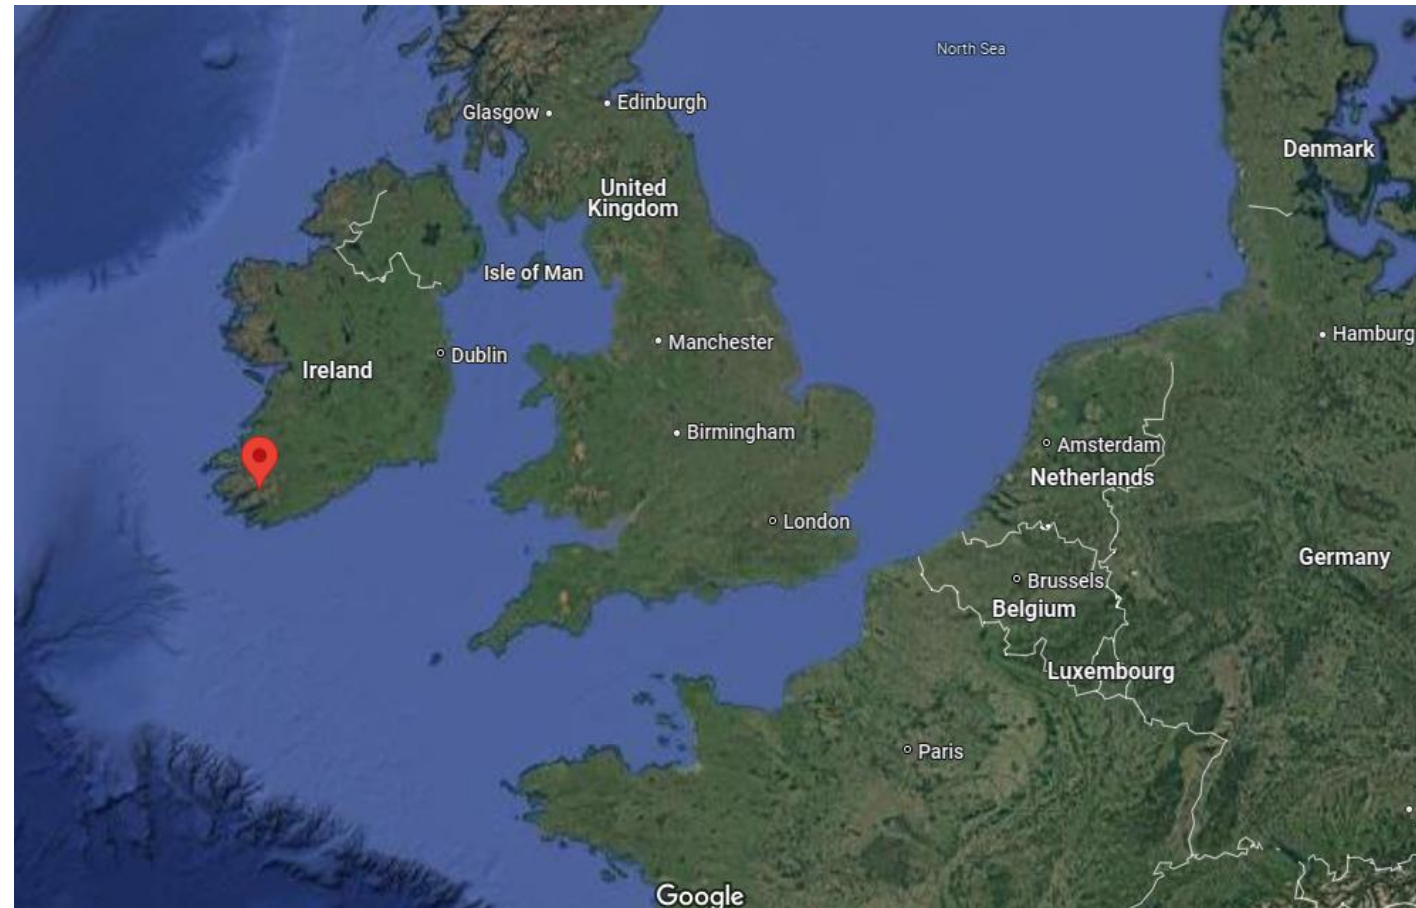 North Sea
Glasgow
Edinburgh
Denmark
United
Kingdom
Isle of Man
Hamburg
Manchester
Dublin
Ireland
Birmingham
Amsterdam
Netherlands
London
Germany
Brussels
Belgium
Luxembourg
Paris
Google